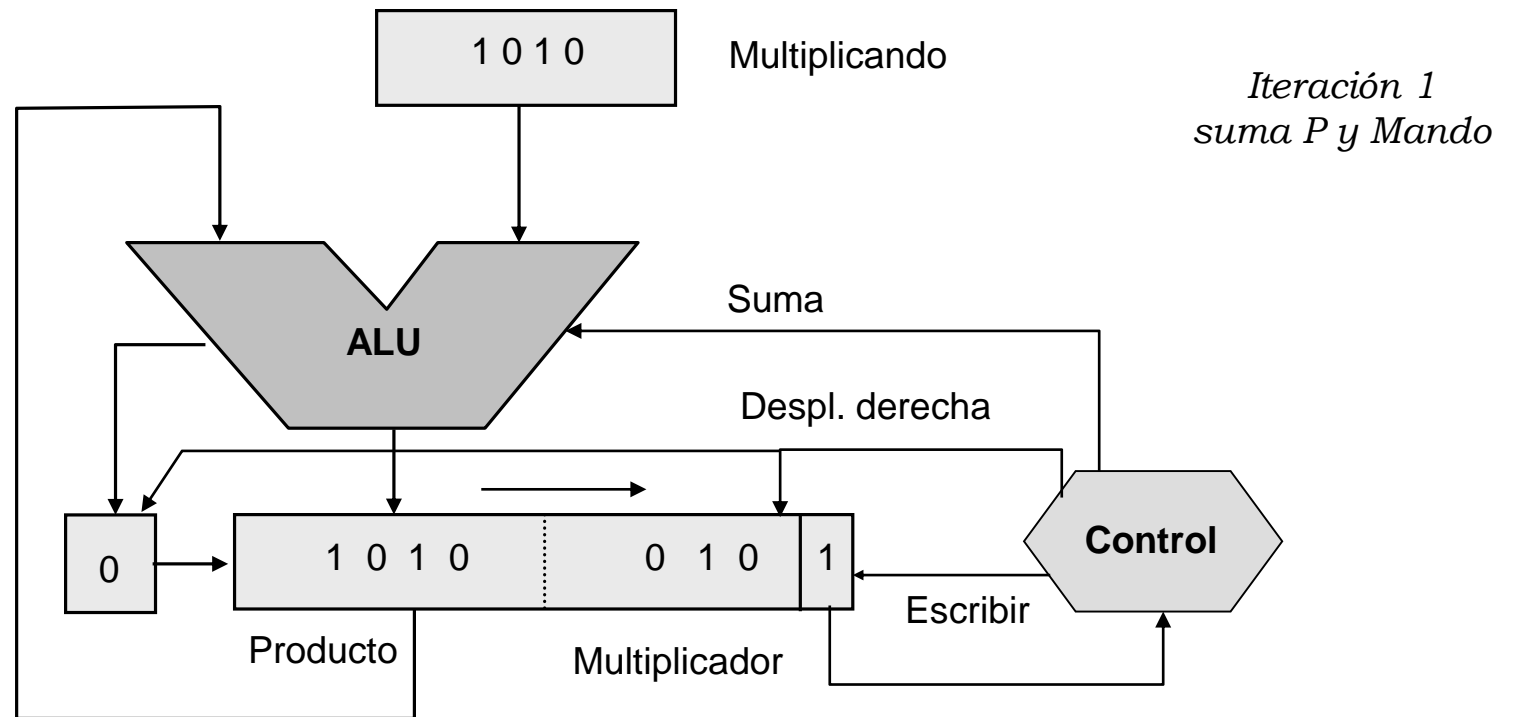 1 0 1 0
Multiplicando
Iteración 1
suma P y Mando
Suma
ALU
Despl. derecha
0
1 0 1 0
0 1 0
1
Control
Escribir
Producto
Multiplicador